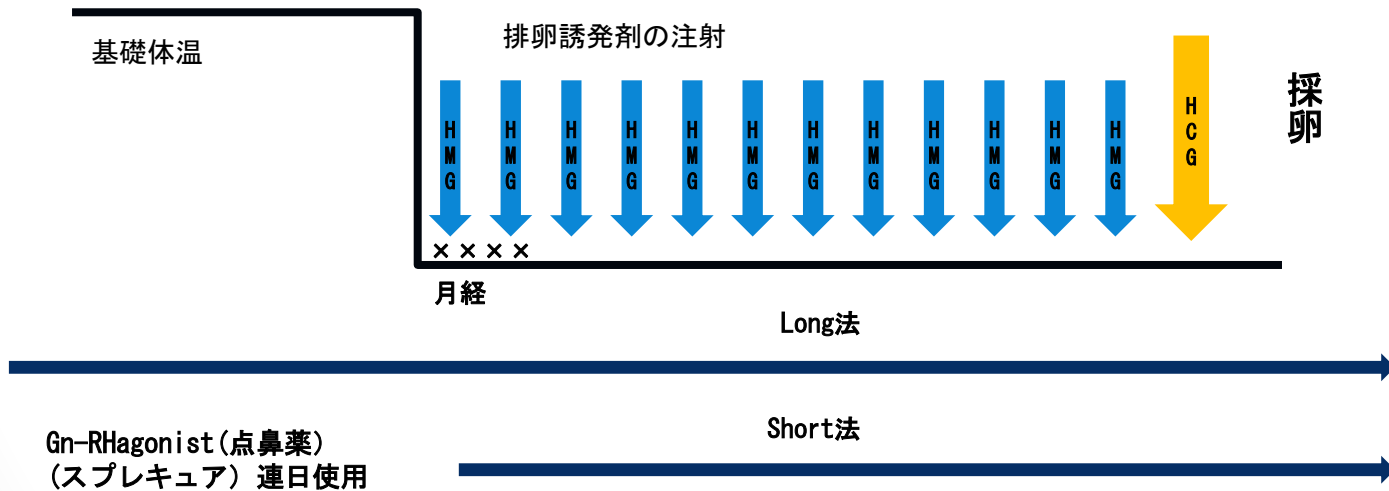 基礎体温
排卵誘発剤の注射
HMG
HMG
HMG
HMG
HMG
HMG
HMG
HMG
HMG
HMG
HMG
HMG
HCG
採卵
××××
月経
Long法
Short法
Gn-RHagonist(点鼻薬)
(スプレキュア) 連日使用